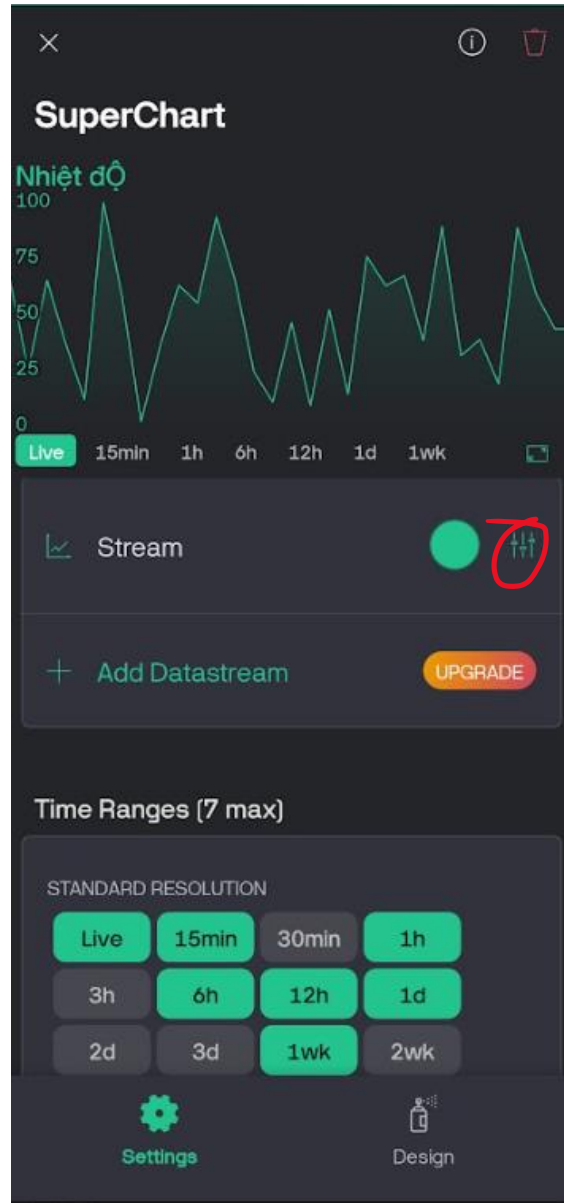 SuperChart
Nhiệt độ
100
75
50
25
0
Live 15min 1h 6h 12h 1d 1wk
Stream
Add Datastream UPGRADE
Time Ranges (7 max)
STANDARD RESOLUTION
Live 15min 30min 1h
3h 6h 12h 1d
2d 3d 1wk 2wk
Settings Design